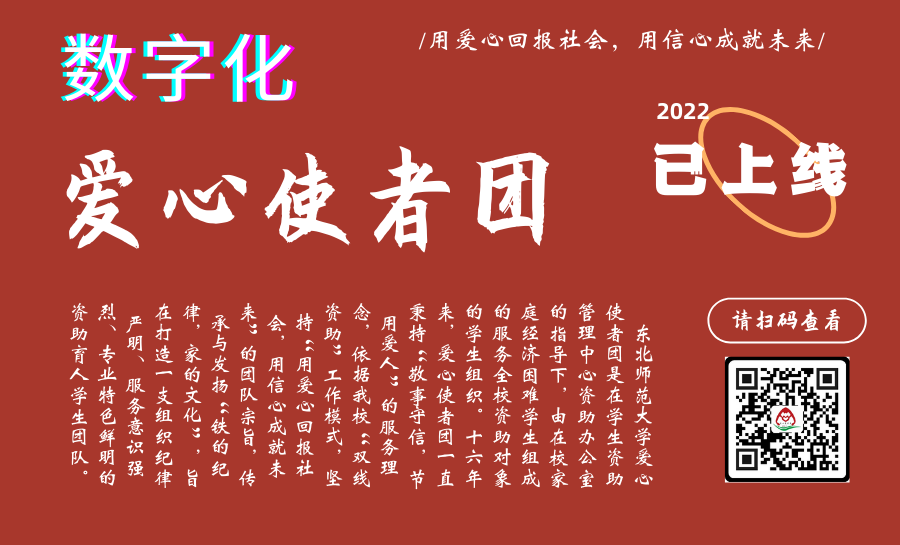 数字化
/用爱心回报社会，用信心成就未来/
爱心使者团
2022
已上线
东北师范大学爱心
使者团是在学生资助
管理中心资助办公室
的指导下，由在校家
庭经济困难学生组成
的服务全校资助对象
的学生组织。十六年
来，爱心使者团一直
秉持“敬事守信，节
用爱人”的服务理
念，依据我校“双线
资助”工作模式，坚
持“用爱心回报社
会，用信心成就未
来”的团队宗旨，传
承与发扬“铁的纪
律，家的文化”，旨
在打造一支组织纪律
严明、服务意识强
烈、专业特色鲜明的
资助育人学生团队。
请扫码查看